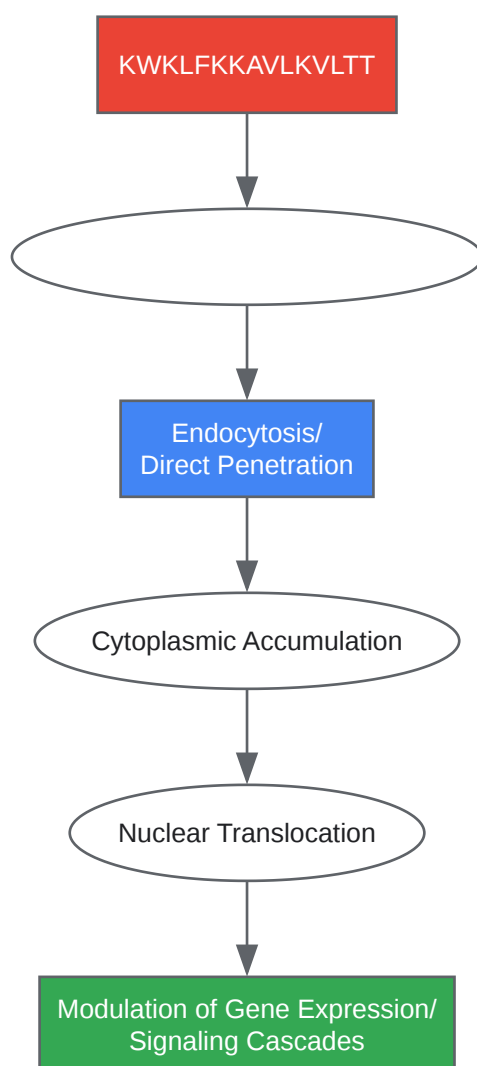 KWKLFKKAVLKVLTT
Endocytosis/
Direct Penetration
Cytoplasmic Accumulation
Nuclear Translocation
Modulation of Gene Expression/
Signaling Cascades